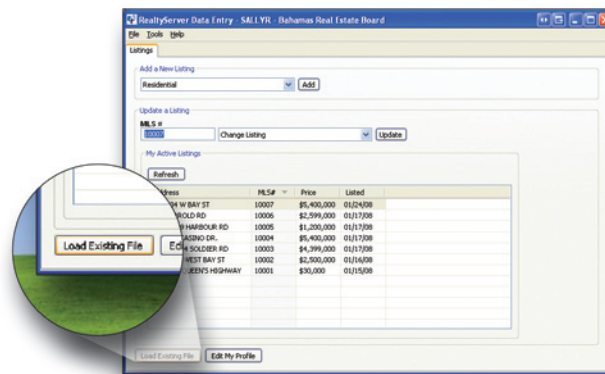 RealtyServer Data Entry - SALLYR - Bahamas Real Estate Board
File Tools Help
Listings
Add a New Listing
Residential Add
Update a Listing
MLS #
10007 Change Listing Update
My Active Listings
Refresh
ddress MLS# Price Listed
04 W BAY ST 10007 $5,400,000 01/24/08
ROLD RD 10006 $2,599,000 01/17/08
HARBOUR RD 10005 $1,200,000 01/17/08
ASINO DR. 10004 $5,400,000 01/17/08
SOLDIER RD 10003 $4,399,000 01/17/08
WEST BAY ST 10002 $2,500,000 01/16/08
UEEN'S HIGHWAY 10001 $30,000 01/15/08
Load Existing File Edi
Load Existing File Edit My Profile